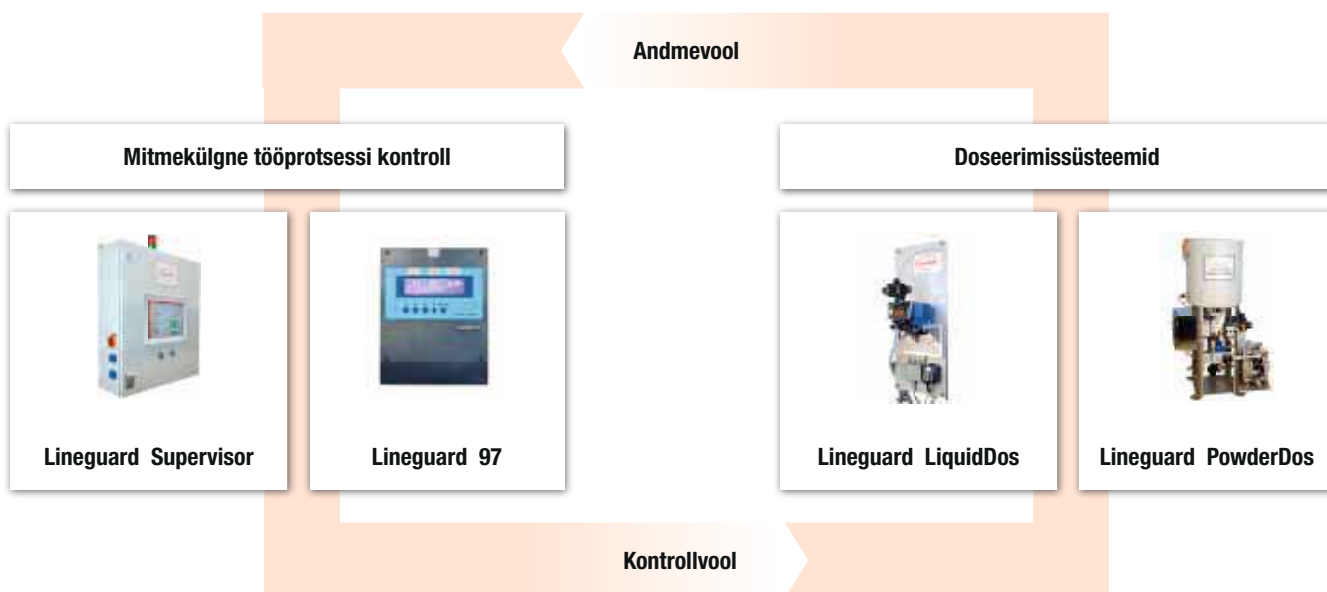 Andmevool
Mitmekülgne tööprotsessi kontroll
Doseerimissüsteemid
Lineguard Supervisor
Lineguard 97
Lineguard LiquidDos
Lineguard PowderDos
Kontrollvool